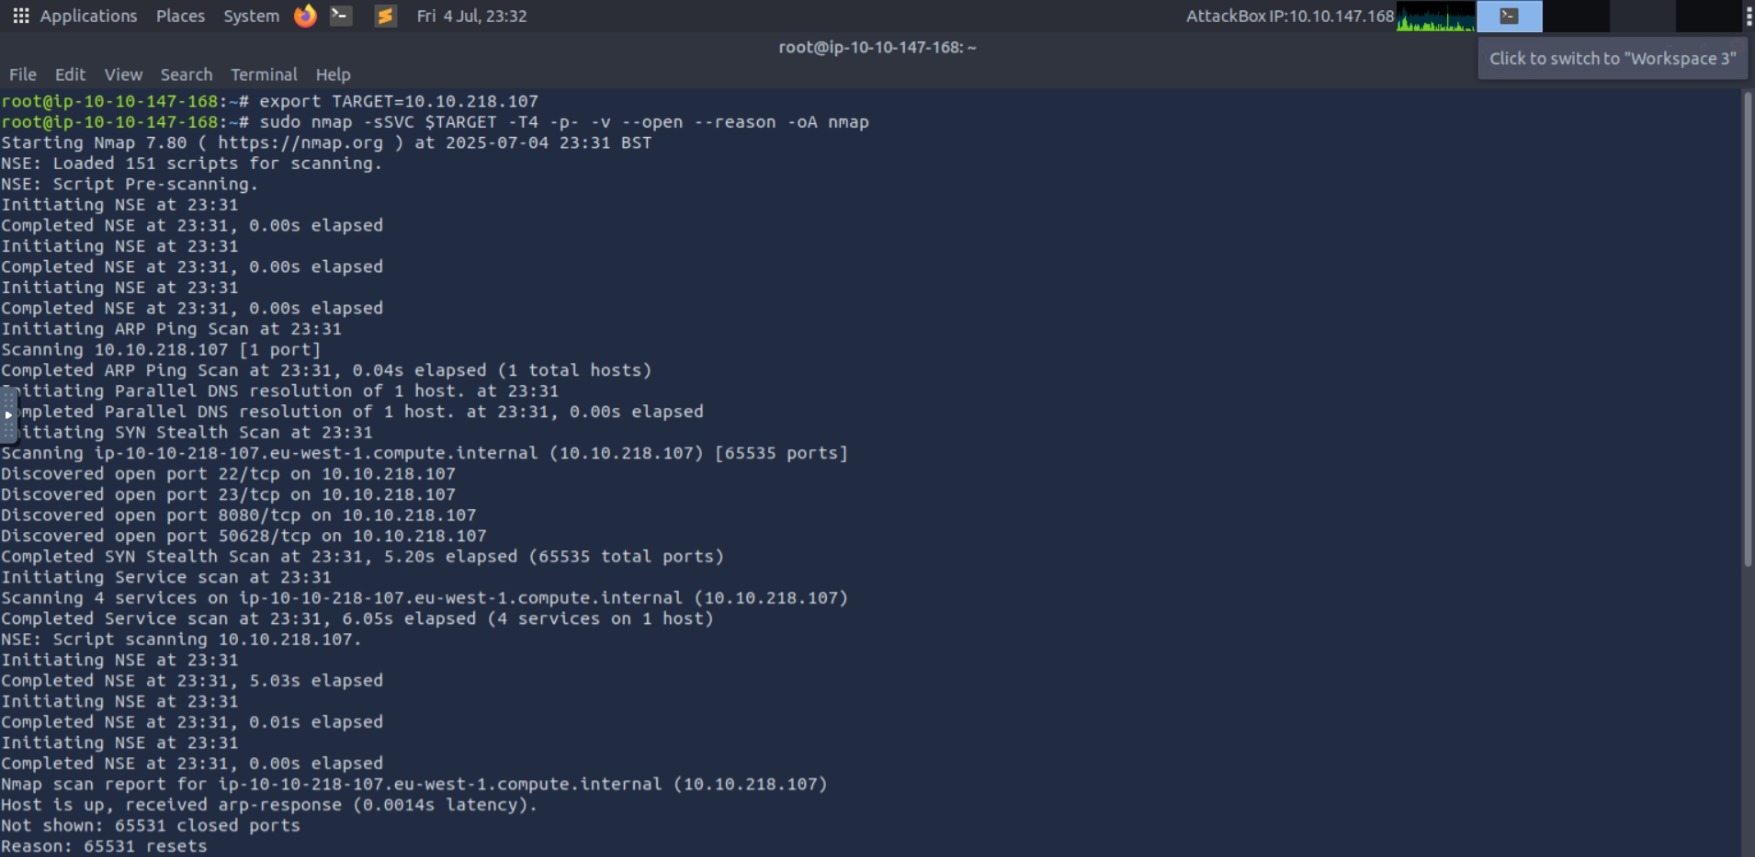 Applications Places System Fri 4 Jul, 23:32 AttackBox IP:10.10.147.168
root@ip-10-10-147-168: ~
Click to switch to "Workspace 3"
File Edit View Search Terminal Help
root@ip-10-10-147-168:~# export TARGET=10.10.218.107
root@ip-10-10-147-168:~# sudo nmap -sSVC $TARGET -T4 -p- -v --open --reason -oA nmap
Starting Nmap 7.80 ( https://nmap.org ) at 2025-07-04 23:31 BST
NSE: Loaded 151 scripts for scanning.
NSE: Script Pre-scanning.
Initiating NSE at 23:31
Completed NSE at 23:31, 0.00s elapsed
Initiating NSE at 23:31
Completed NSE at 23:31, 0.00s elapsed
Initiating NSE at 23:31
Completed NSE at 23:31, 0.00s elapsed
Initiating ARP Ping Scan at 23:31
Scanning 10.10.218.107 [1 port]
Completed ARP Ping Scan at 23:31, 0.04s elapsed (1 total hosts)
Initiating Parallel DNS resolution of 1 host. at 23:31
Completed Parallel DNS resolution of 1 host. at 23:31, 0.00s elapsed
Initiating SYN Stealth Scan at 23:31
Scanning ip-10-10-218-107.eu-west-1.compute.internal (10.10.218.107) [65535 ports]
Discovered open port 22/tcp on 10.10.218.107
Discovered open port 23/tcp on 10.10.218.107
Discovered open port 8080/tcp on 10.10.218.107
Discovered open port 50628/tcp on 10.10.218.107
Completed SYN Stealth Scan at 23:31, 5.20s elapsed (65535 total ports)
Initiating Service scan at 23:31
Scanning 4 services on ip-10-10-218-107.eu-west-1.compute.internal (10.10.218.107)
Completed Service scan at 23:31, 6.05s elapsed (4 services on 1 host)
NSE: Script scanning 10.10.218.107.
Initiating NSE at 23:31
Completed NSE at 23:31, 5.03s elapsed
Initiating NSE at 23:31
Completed NSE at 23:31, 0.01s elapsed
Initiating NSE at 23:31
Completed NSE at 23:31, 0.00s elapsed
Nmap scan report for ip-10-10-218-107.eu-west-1.compute.internal (10.10.218.107)
Host is up, received arp-response (0.0014s latency).
Not shown: 65531 closed ports
Reason: 65531 resets